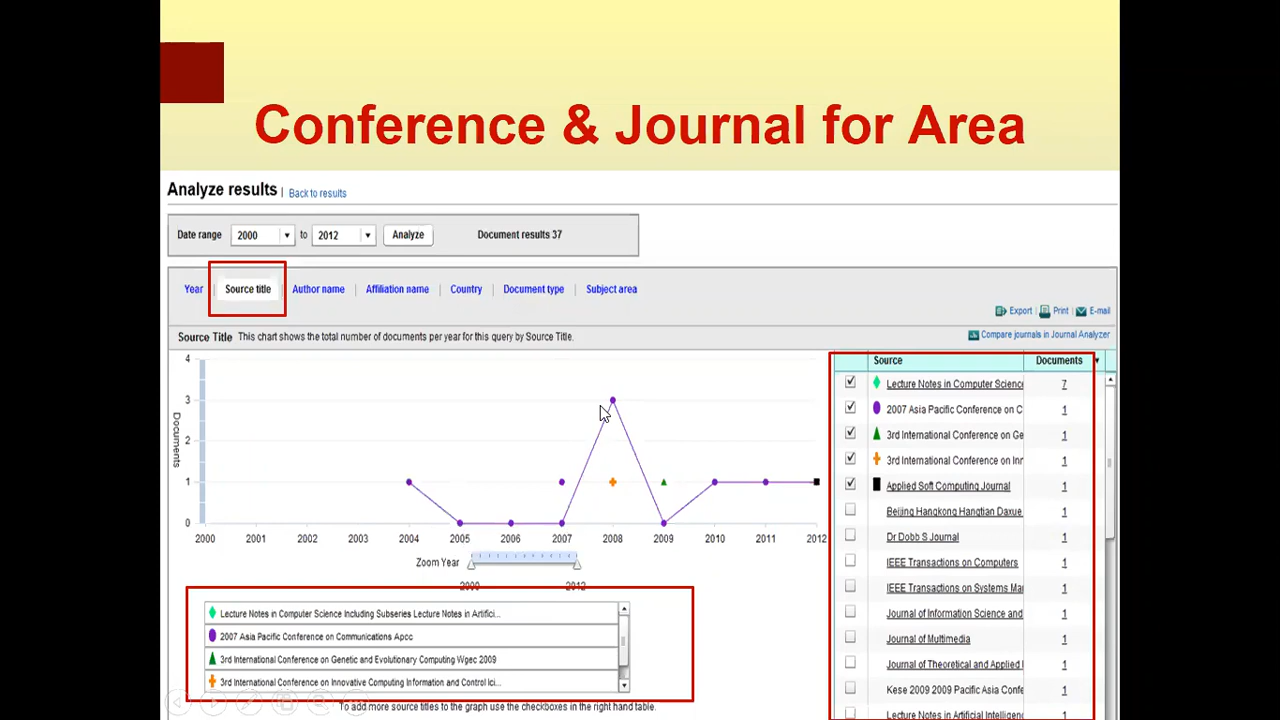 Conference & Journal for Area
Analyze results | Back to results
Date range 2000 to 2012 Analyze Document results 37
Year | Source title | Author name | Affiliation name | Country | Document type | Subject area
Export | Print | E-mail
Source Title This chart shows the total number of documents per year for this query by Source Title.
Compare journals in Journal Analyzer
4
3
2
1
0
Documents
2000 2001 2002 2003 2004 2005 2006 2007 2008 2009 2010 2011 2012
Zoom Year
2000 2012
Lecture Notes in Computer Science Including Subseries Lecture Notes in Artifici...
2007 Asia Pacific Conference on Communications Apcc
3rd International Conference on Genetic and Evolutionary Computing Wgec 2009
3rd International Conference on Innovative Computing Information and Control Ici...
To add more source titles to the graph use the checkboxes in the right hand table.
Source Documents
Lecture Notes in Computer Science 7
2007 Asia Pacific Conference on C 1
3rd International Conference on Ge 1
3rd International Conference on Inn 1
Applied Soft Computing Journal 1
Beijing Hangkong Hangtian Daxue 1
Dr Dobb S Journal 1
IEEE Transactions on Computers 1
IEEE Transactions on Systems Mar 1
Journal of Information Science and 1
Journal of Multimedia 1
Journal of Theoretical and Applied I 1
Kese 2009 2009 Pacific Asia Confe 1
Lecture Notes in Artificial Intelligenc 1